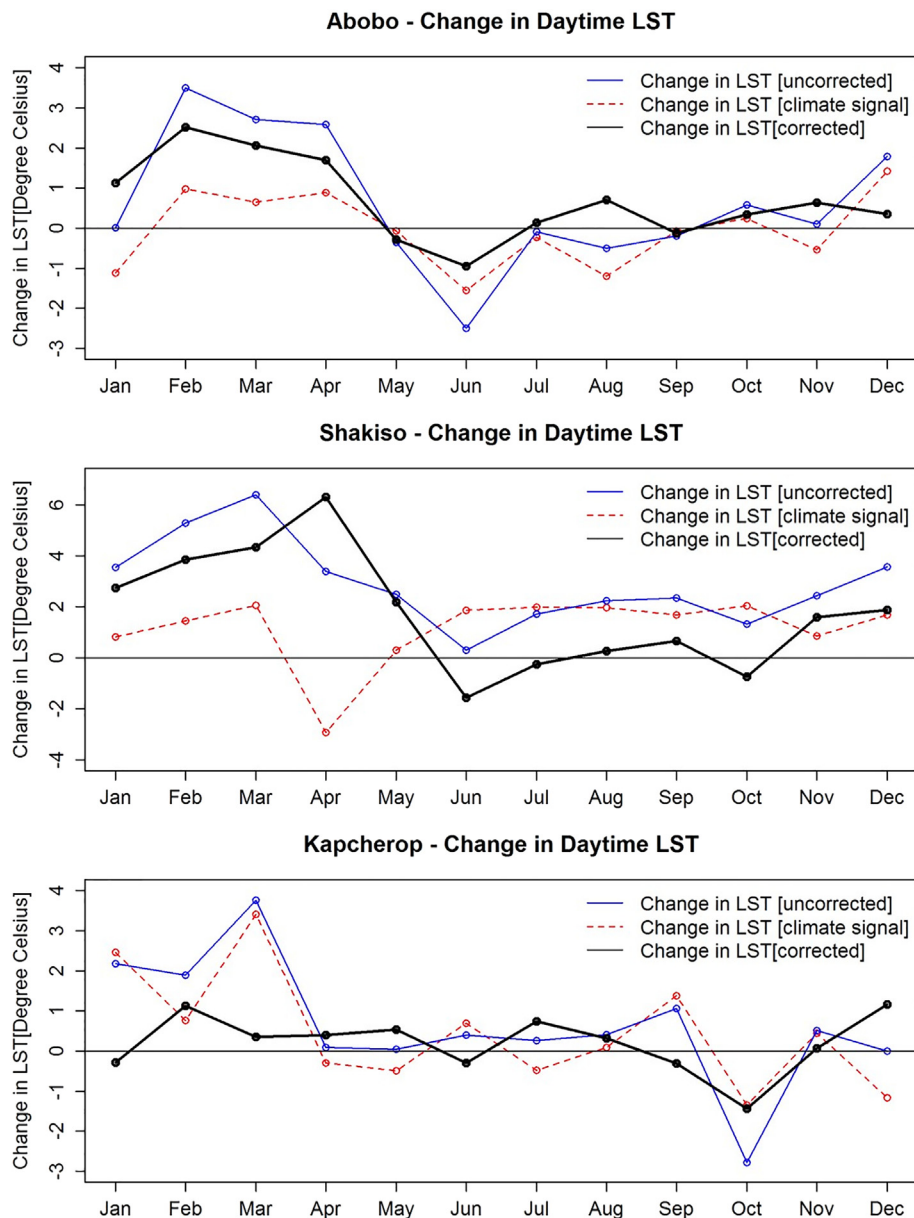 Abobo - Change in Daytime LST
Change in LST[Degree Celsius]
4
3
2
1
0
-1
-2
-3
Change in LST [uncorrected]
Change in LST [climate signal]
Change in LST[corrected]
Jan Feb Mar Apr May Jun Jul Aug Sep Oct Nov Dec
Shakiso - Change in Daytime LST
Change in LST[Degree Celsius]
6
4
2
0
-2
-4
Change in LST [uncorrected]
Change in LST [climate signal]
Change in LST[corrected]
Jan Feb Mar Apr May Jun Jul Aug Sep Oct Nov Dec
Kapcherop - Change in Daytime LST
Change in LST[Degree Celsius]
4
3
2
1
0
-1
-2
-3
Change in LST [uncorrected]
Change in LST [climate signal]
Change in LST[corrected]
Jan Feb Mar Apr May Jun Jul Aug Sep Oct Nov Dec